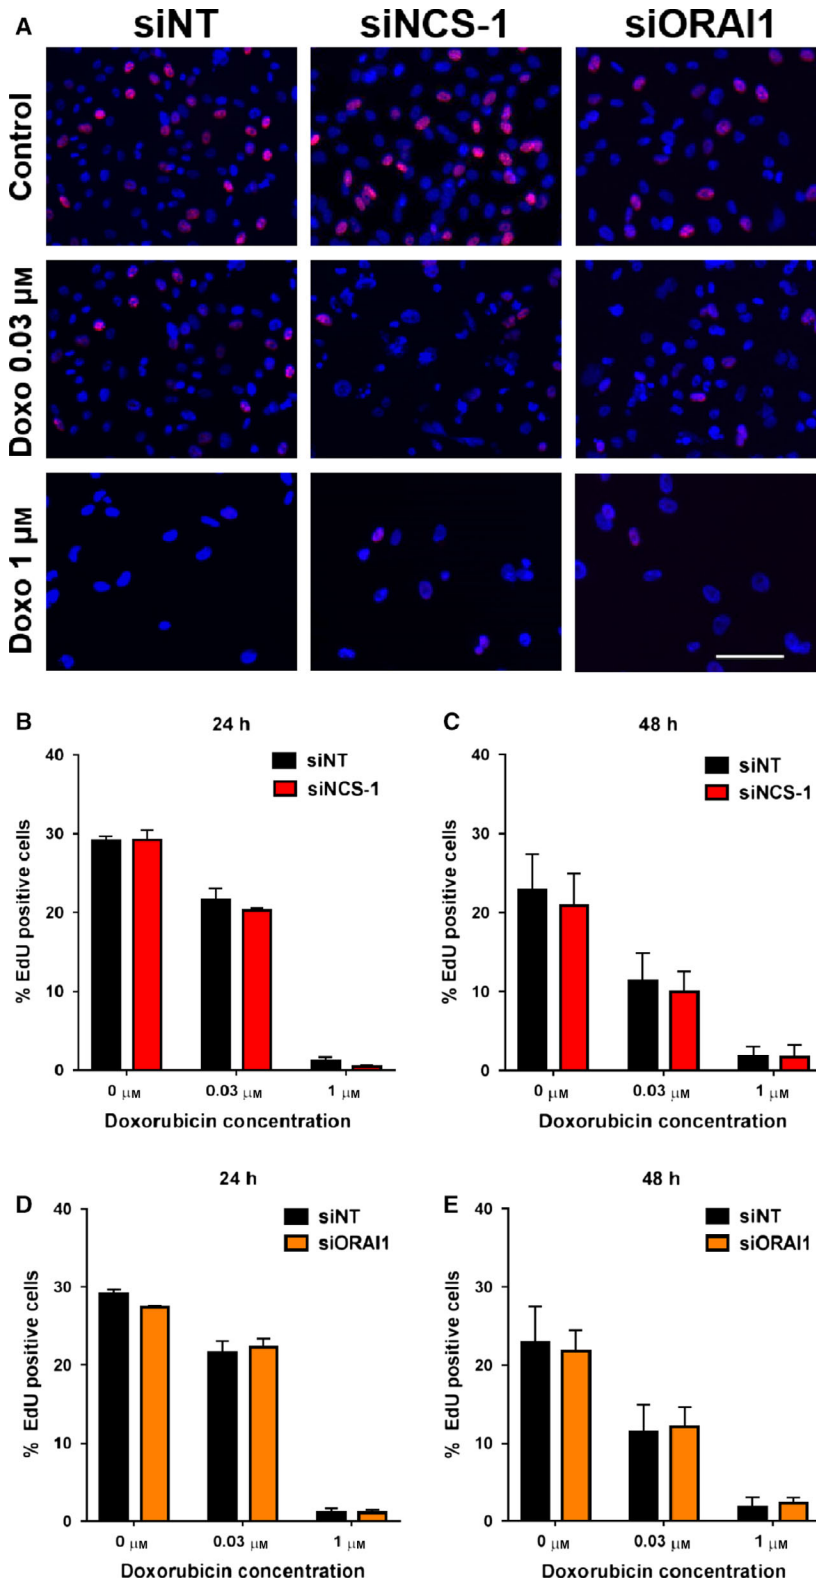 A
siNT siNCS-1 siORAI1
Control
Doxo 0.03 μM
Doxo 1 μM
B
24 h
% EdU positive cells
40
30
20
10
0
siNT
siNCS-1
0 μM 0.03 μM 1 μM
Doxorubicin concentration
C
48 h
% EdU positive cells
40
30
20
10
0
siNT
siNCS-1
0 μM 0.03 μM 1 μM
Doxorubicin concentration
D
24 h
% EdU positive cells
40
30
20
10
0
siNT
siORAI1
0 μM 0.03 μM 1 μM
Doxorubicin concentration
E
48 h
% EdU positive cells
40
30
20
10
0
siNT
siORAI1
0 μM 0.03 μM 1 μM
Doxorubicin concentration